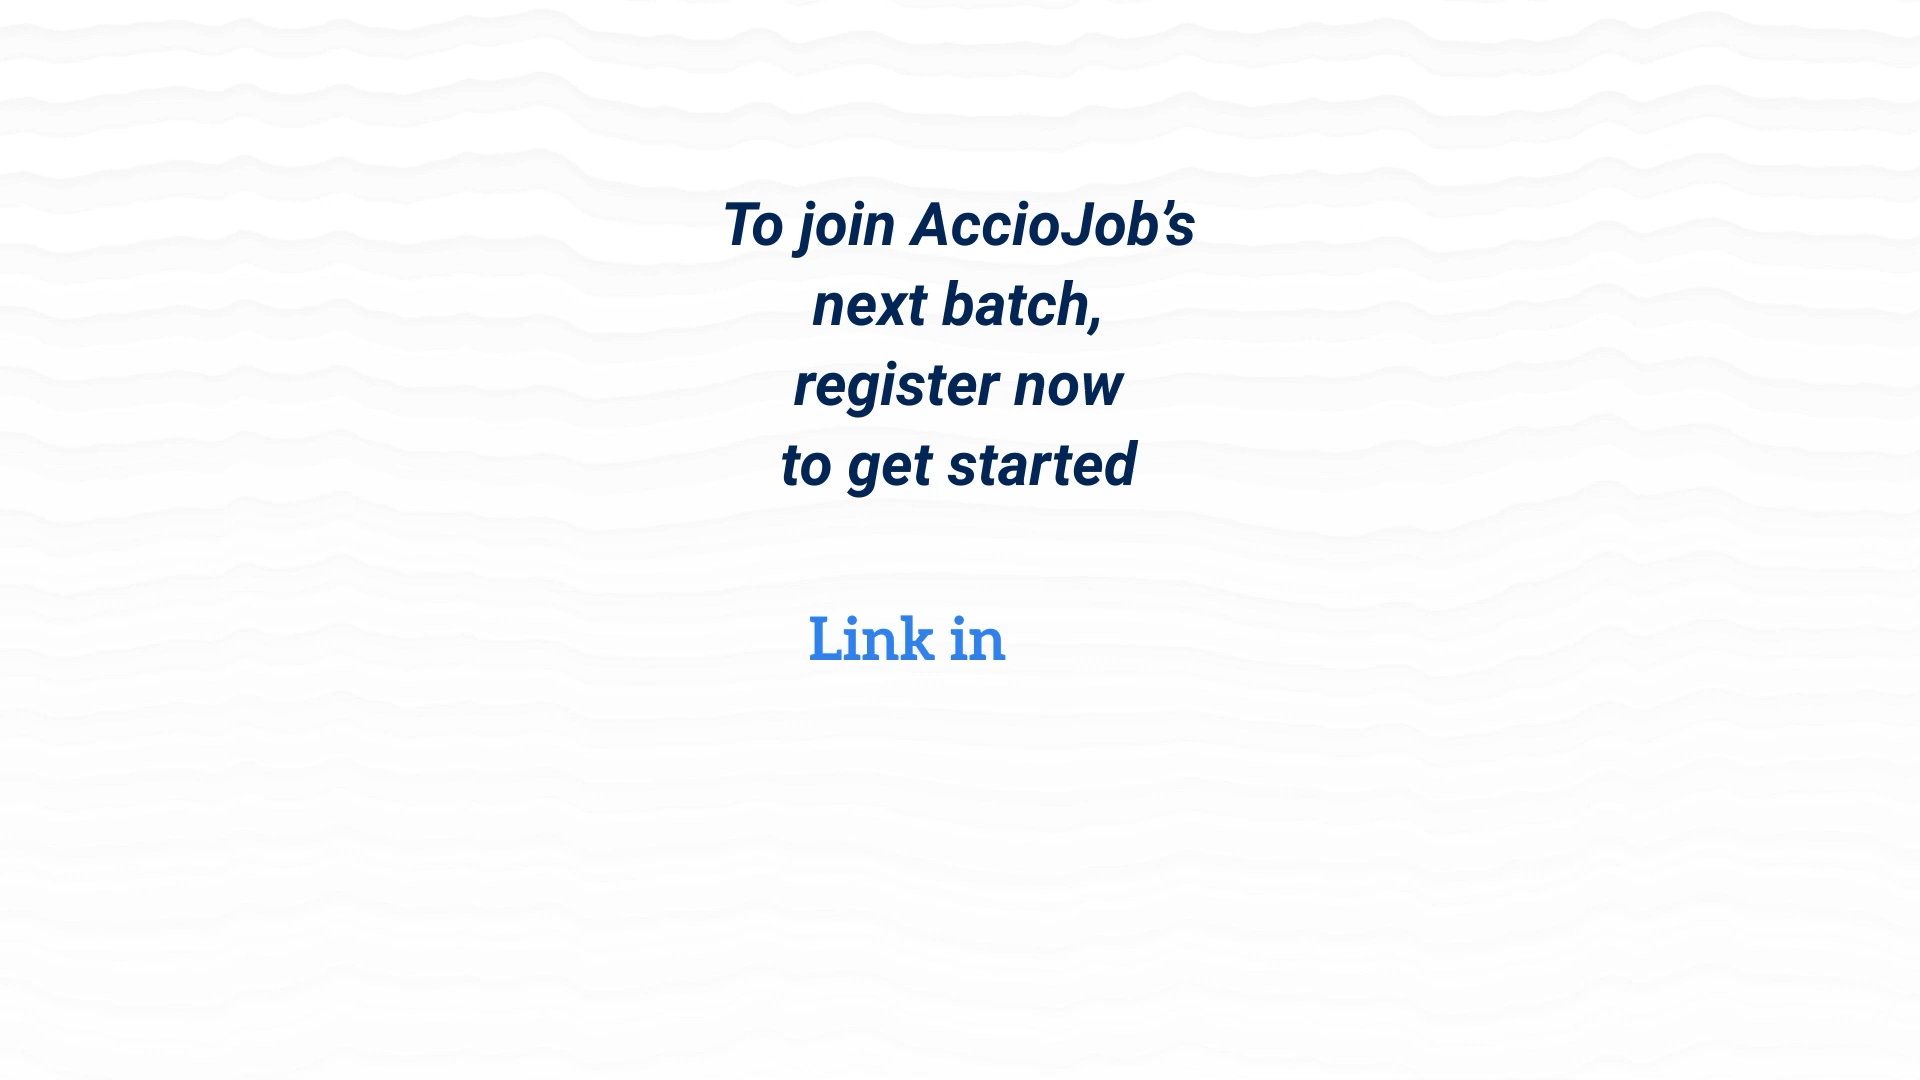 To join AccioJob’s
next batch,
register now
to get started
Link in